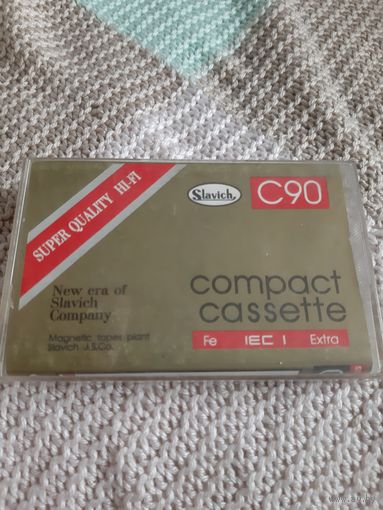 SUPER QUALITY HI-FI
Slavich
C90
compact
cassette
New era of
Slavich
Company
Magnetic tapes plant
Slavich J.S.Co.
Fe IEC I Extra